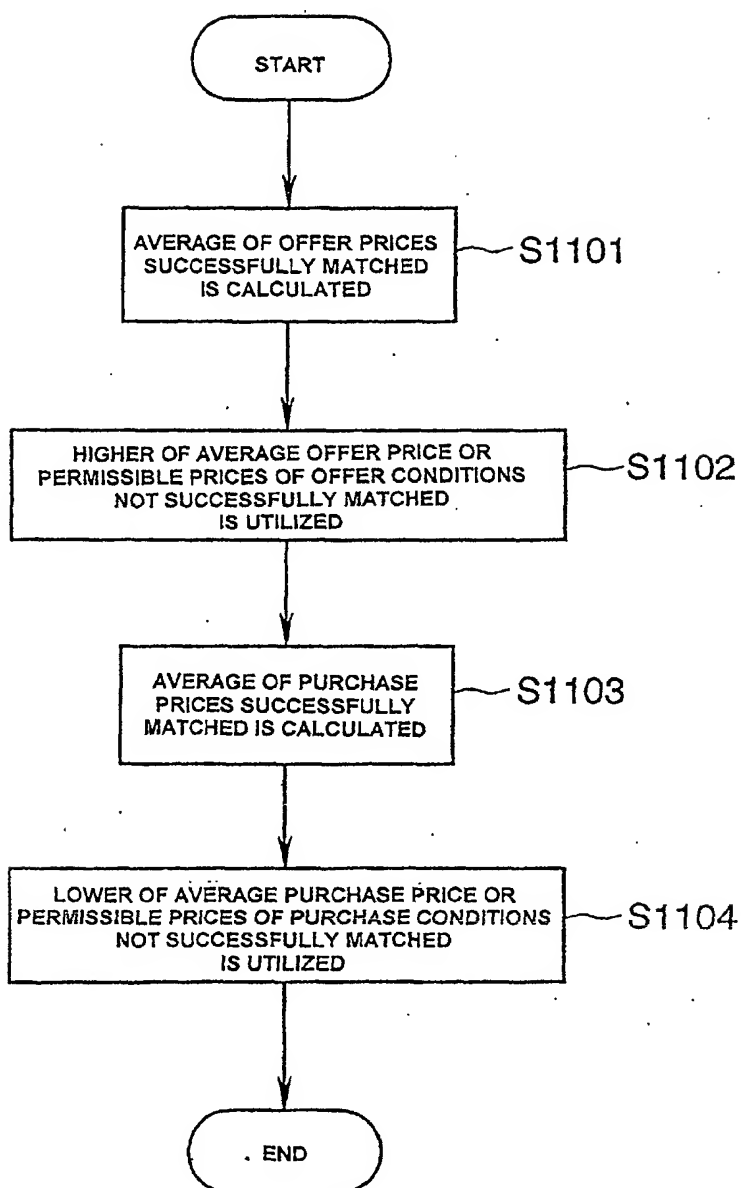 START
AVERAGE OF OFFER PRICES
SUCCESSFULLY MATCHED
IS CALCULATED
S1101
HIGHER OF AVERAGE OFFER PRICE OR
PERMISSIBLE PRICES OF OFFER CONDITIONS
NOT SUCCESSFULLY MATCHED
IS UTILIZED
S1102
AVERAGE OF PURCHASE
PRICES SUCCESSFULLY
MATCHED IS CALCULATED
S1103
LOWER OF AVERAGE PURCHASE PRICE OR
PERMISSIBLE PRICES OF PURCHASE CONDITIONS
NOT SUCCESSFULLY MATCHED
IS UTILIZED
S1104
END